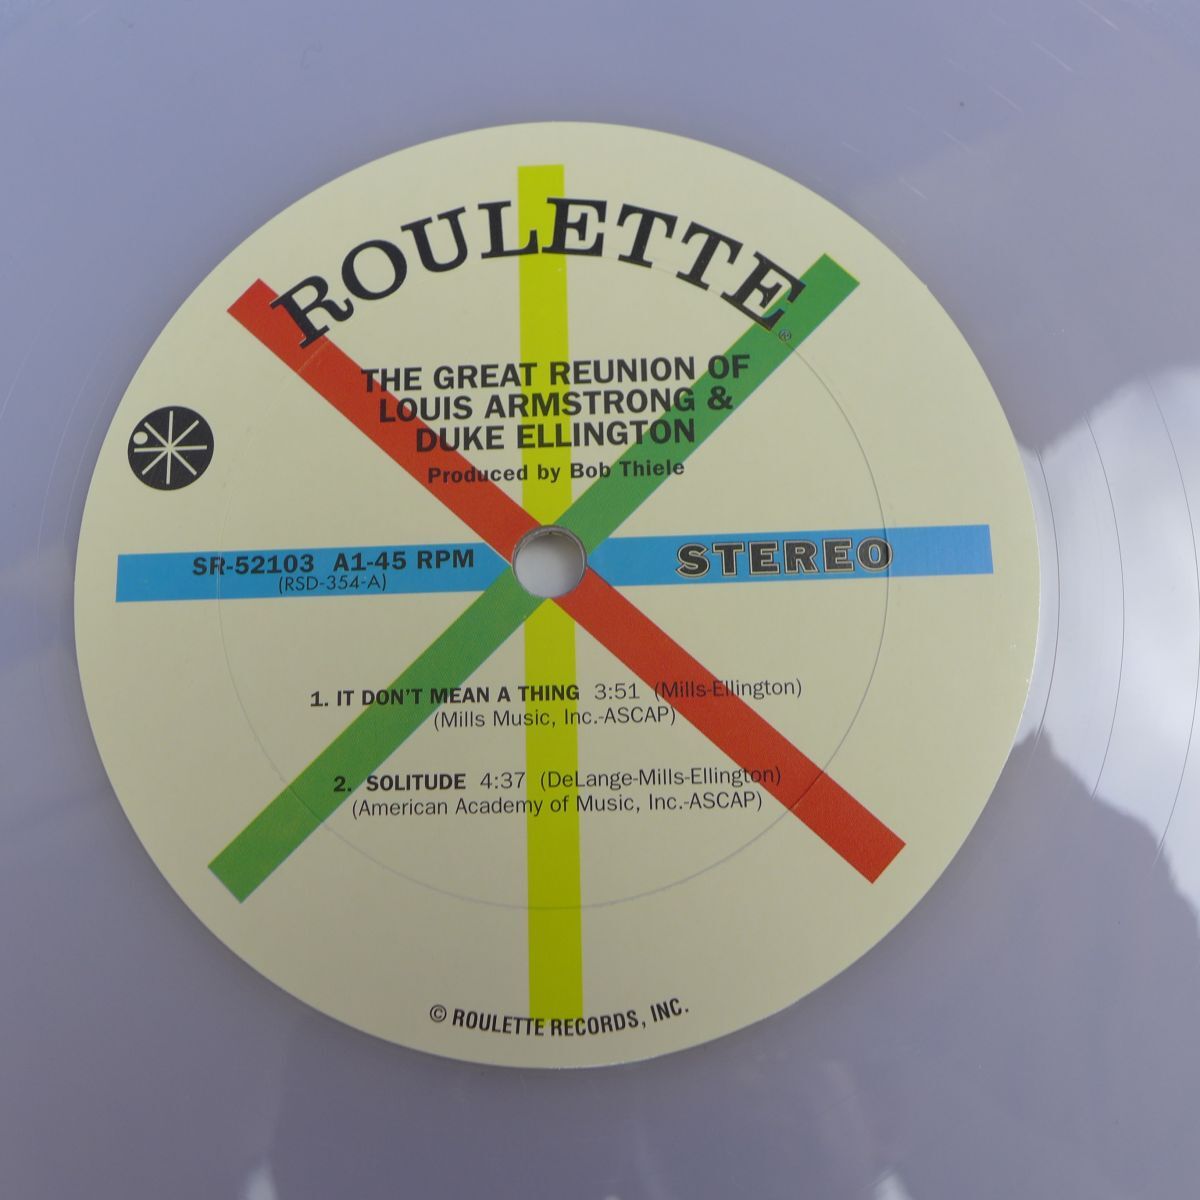 ROULETTE®
THE GREAT REUNION OF
LOUIS ARMSTRONG &
DUKE ELLINGTON
Produced by Bob Thiele
SR-52103 A1-45 RPM
(RSD-354-A)
STEREO
1. IT DON'T MEAN A THING 3:51 (Mills-Ellington)
(Mills Music, Inc.-ASCAP)
2. SOLITUDE 4:37 (DeLange-Mills-Ellington)
(American Academy of Music, Inc.-ASCAP)
© ROULETTE RECORDS, INC.